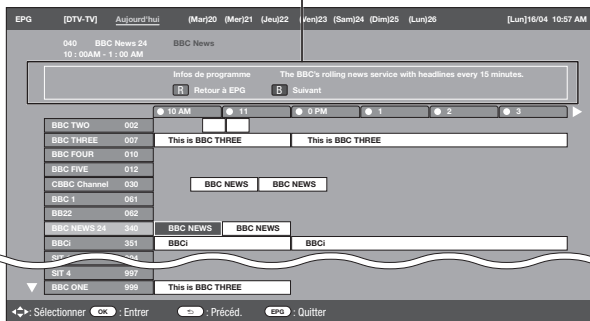 EPG [DTV-TV] Aujourd'hui (Mar)20 (Mer)21 (Jeu)22 (Ven)23 (Sam)24 (Dim)25 (Lun)26 [Lun]16/04 10:57 AM
040 BBC News 24 BBC News
10 : 00AM - 1 : 00 AM
Infos de programme The BBC's rolling news service with headlines every 15 minutes.
R Retour à EPG B Suivant
10 AM 11 0 PM 1 2 3
BBC TWO 002
BBC THREE 007 This is BBC THREE This is BBC THREE
BBC FOUR 010
BBC FIVE 012
CBBC Channel 030 BBC NEWS BBC NEWS
BBC 1 061
BB22 062
BBC NEWS 24 340 BBC NEWS BBC NEWS
BBCi 351 BBCi BBCi
SIT 4 997
BBC ONE 999 This is BBC THREE
: Sélectionner OK : Entrer : Précéd. EPG : Quitter